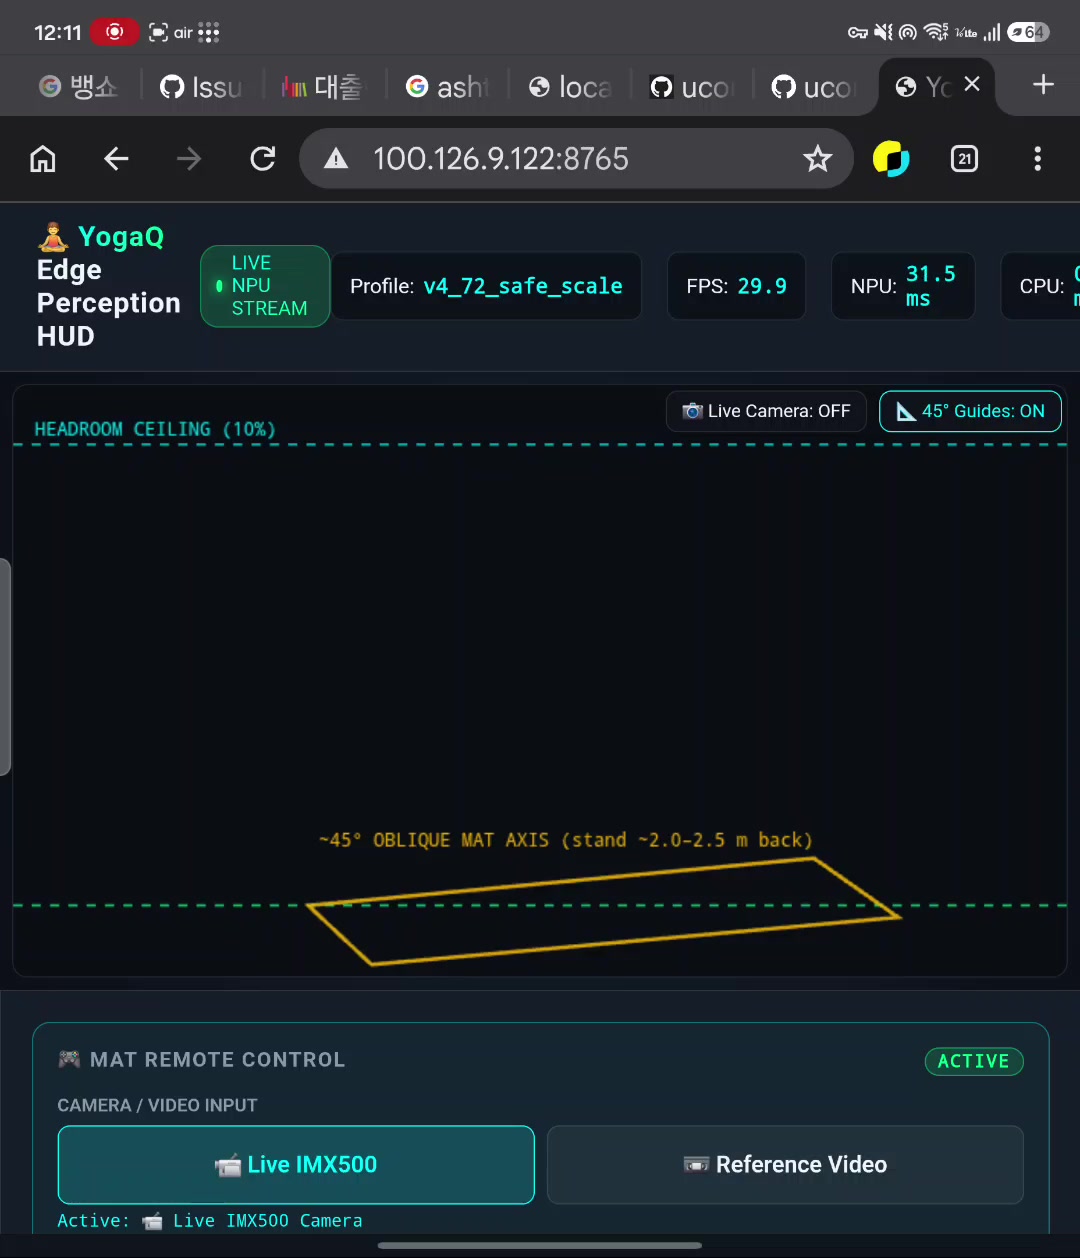 12:11 air 64
뱅쇼 Issu 대출 asht loca uco uco Yo
100.126.9.122:8765 21
YogaQ
Edge
Perception
HUD
LIVE
NPU
STREAM
Profile: v4_72_safe_scale
FPS: 29.9
NPU: 31.5
ms
CPU:
HEADROOM CEILING (10%)
Live Camera: OFF
45° Guides: ON
~45° OBLIQUE MAT AXIS (stand ~2.0–2.5 m back)
MAT REMOTE CONTROL
ACTIVE
CAMERA / VIDEO INPUT
Live IMX500
Reference Video
Active: Live IMX500 Camera